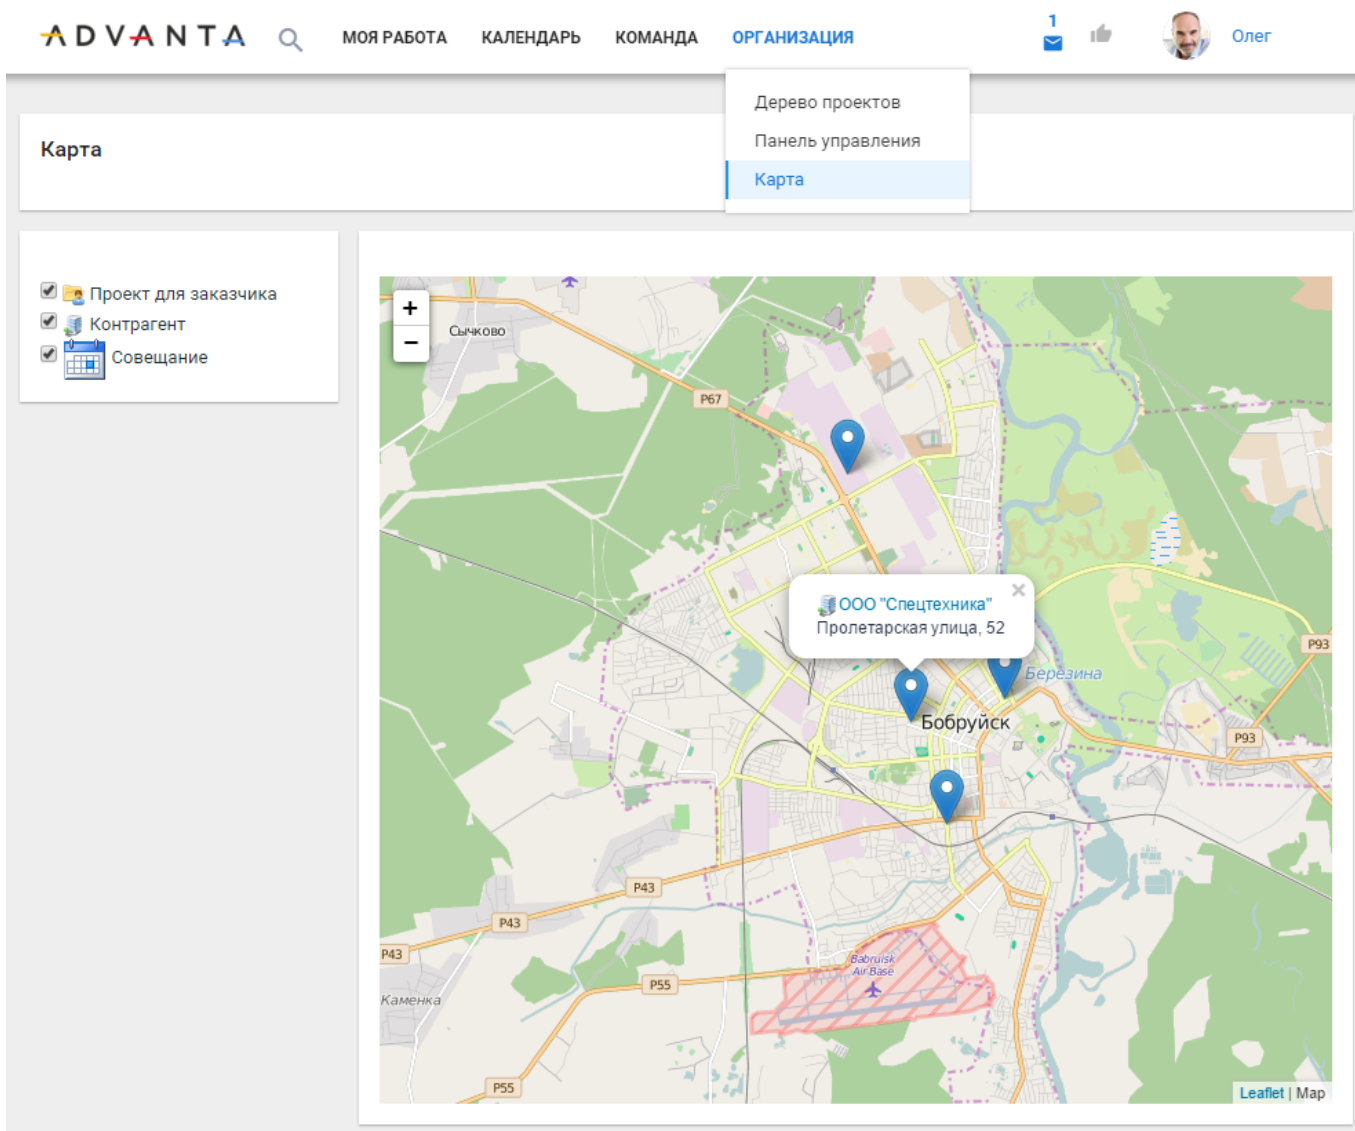 ADVANTA
МОЯ РАБОТА КАЛЕНДАРЬ КОМАНДА ОРГАНИЗАЦИЯ
1
Олег
Дерево проектов
Панель управления
Карта
Карта
Проект для заказчика
Контрагент
Совещание
+
−
Сычково
P67
ООО "Спецтехника"
Пролетарская улица, 52
×
P93
Березина
Бобруйск
P93
P43
P43
P43
Babruisk
Air Base
P55
Каменка
P55
Leaflet | Map